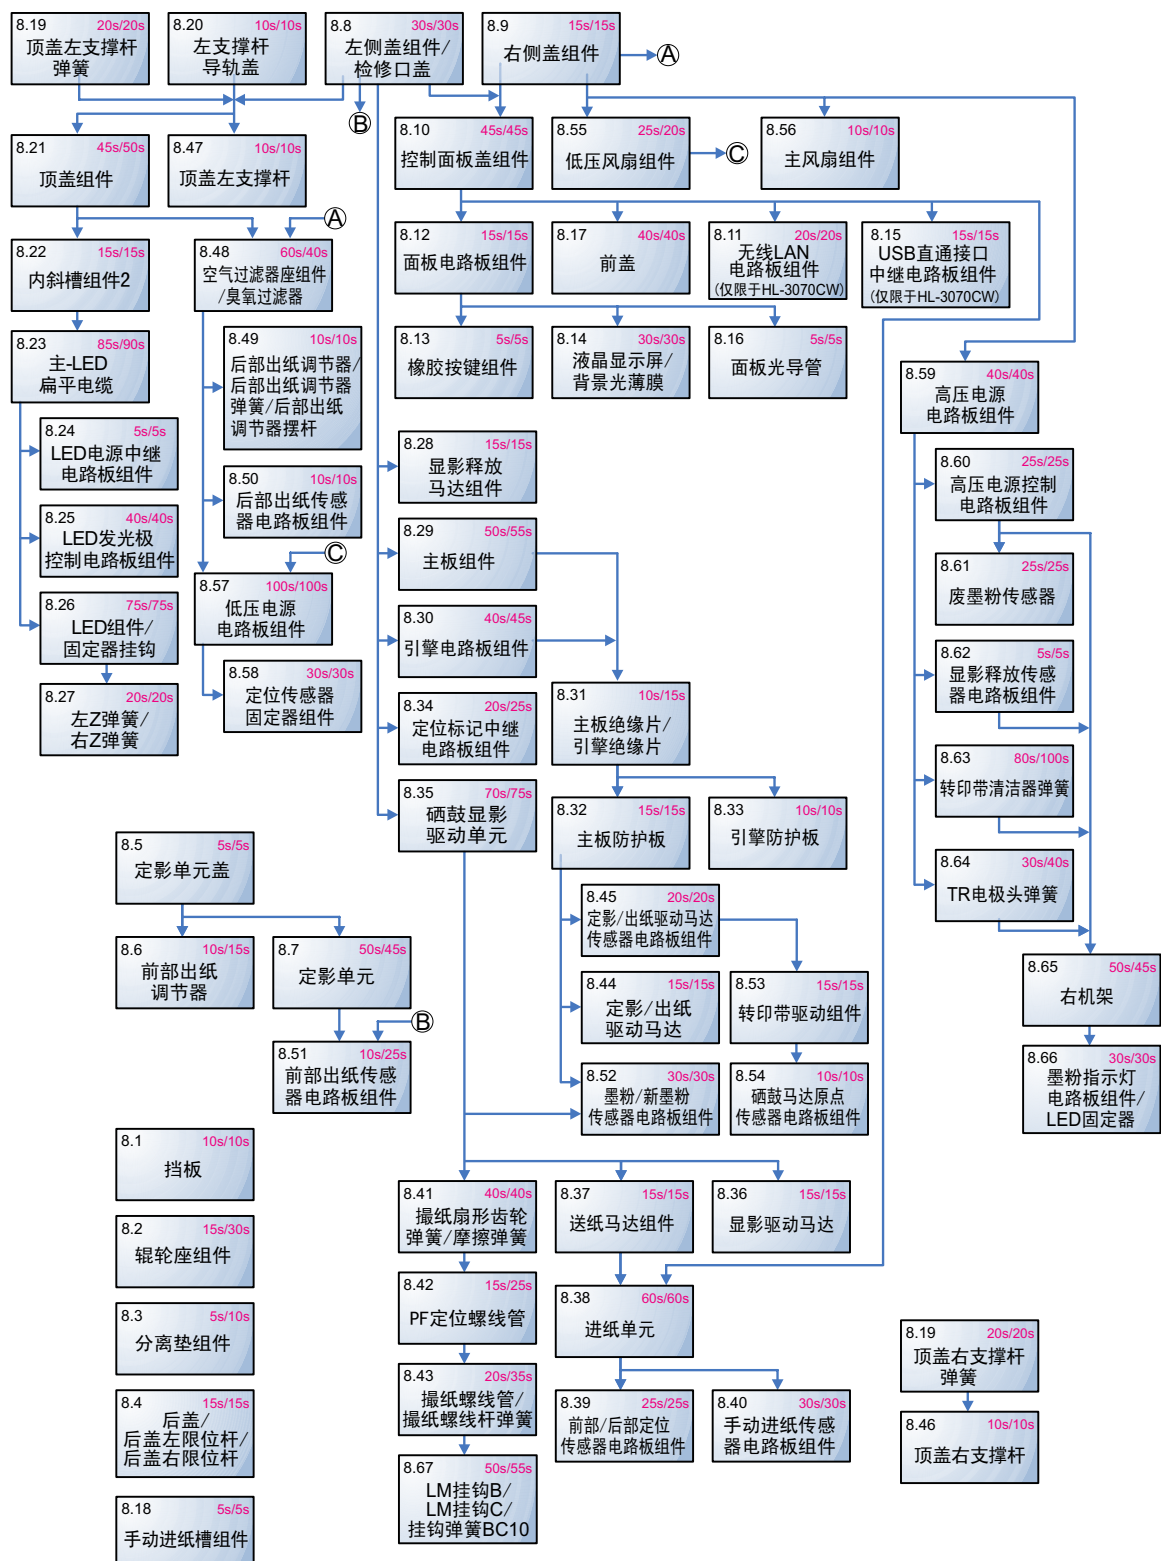 8.19 20s/20s
顶盖左支撑杆
弹簧
8.20 10s/10s
左支撑杆
导轨盖
8.8 30s/30s
左侧盖组件/
检修口盖
8.9 15s/15s
右侧盖组件
A
B
8.21 45s/50s
顶盖组件
8.47 10s/10s
顶盖左支撑杆
8.10 45s/45s
控制面板盖组件
8.55 25s/20s
低压风扇组件
C
8.56 10s/10s
主风扇组件
A
8.22 15s/15s
内斜槽组件2
8.48 60s/40s
空气过滤器座组件
/臭氧过滤器
8.12 15s/15s
面板电路板组件
8.17 40s/40s
前盖
8.11 20s/20s
无线LAN
电路板组件
(仅限于HL-3070CW)
8.15 15s/15s
USB直通接口
中继电路板组件
(仅限于HL-3070CW)
8.23 85s/90s
主-LED
扁平电缆
8.49 10s/10s
后部出纸调节器/
后部出纸调节器
弹簧/后部出纸
调节器摆杆
8.13 5s/5s
橡胶按键组件
8.14 30s/30s
液晶显示屏/
背景光薄膜
8.16 5s/5s
面板光导管
8.59 40s/40s
高压电源
电路板组件
8.24 5s/5s
LED电源中继
电路板组件
8.50 10s/10s
后部出纸传感
器电路板组件
8.28 15s/15s
显影释放
马达组件
8.60 25s/25s
高压电源控制
电路板组件
8.25 40s/40s
LED发光极
控制电路板组件
C
8.29 50s/55s
主板组件
8.61 25s/25s
废墨粉传感器
8.26 75s/75s
LED组件/
固定器挂钩
8.57 100s/100s
低压电源
电路板组件
8.30 40s/45s
引擎电路板组件
8.62 5s/5s
显影释放传感
器电路板组件
8.27 20s/20s
左Z弹簧/
右Z弹簧
8.58 30s/30s
定位传感器
固定器组件
8.34 20s/25s
定位标记中继
电路板组件
8.31 10s/15s
主板绝缘片/
引擎绝缘片
8.63 80s/100s
转印带清洁器弹簧
8.35 70s/75s
硒鼓显影
驱动单元
8.32 15s/15s
主板防护板
8.33 10s/10s
引擎防护板
8.64 30s/40s
TR电极头弹簧
8.5 5s/5s
定影单元盖
8.45 20s/20s
定影/出纸驱动马达
传感器电路板组件
8.6 10s/15s
前部出纸
调节器
8.7 50s/45s
定影单元
8.44 15s/15s
定影/出纸
驱动马达
8.53 15s/15s
转印带驱动组件
8.65 50s/45s
右机架
B
8.51 10s/25s
前部出纸传感
器电路板组件
8.52 30s/30s
墨粉/新墨粉
传感器电路板组件
8.54 10s/10s
硒鼓马达原点
传感器电路板组件
8.66 30s/30s
墨粉指示灯
电路板组件/
LED固定器
8.1 10s/10s
挡板
8.41 40s/40s
撮纸扇形齿轮
弹簧/摩擦弹簧
8.37 15s/15s
送纸马达组件
8.36 15s/15s
显影驱动马达
8.2 15s/30s
辊轮座组件
8.42 15s/25s
PF定位螺线管
8.38 60s/60s
进纸单元
8.3 5s/10s
分离垫组件
8.43 20s/35s
撮纸螺线管/
撮纸螺线杆弹簧
8.39 25s/25s
前部/后部定位
传感器电路板组件
8.40 30s/30s
手动进纸传感
器电路板组件
8.19 20s/20s
顶盖右支撑杆
弹簧
8.4 15s/15s
后盖/
后盖左限位杆/
后盖右限位杆
8.46 10s/10s
顶盖右支撑杆
8.67 50s/55s
LM挂钩B/
LM挂钩C/
挂钩弹簧BC10
8.18 5s/5s
手动进纸槽组件